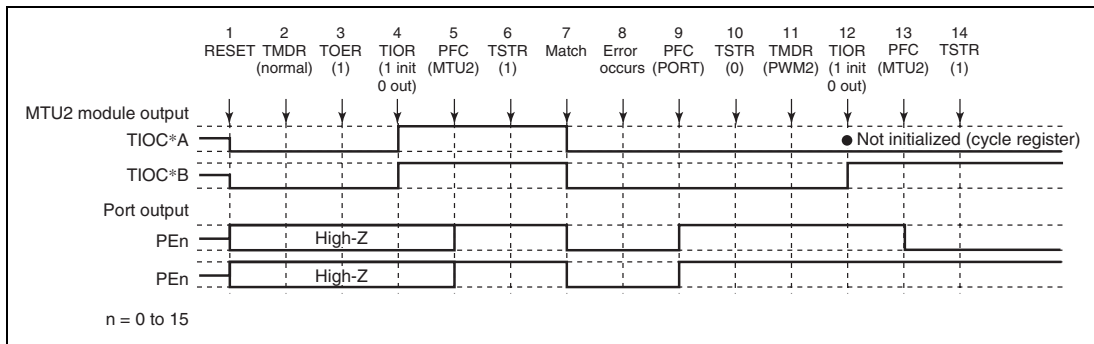 1 2 3 4 5 6 7 8 9 10 11 12 13 14
RESET TMDR TOER TIOR PFC TSTR Match Error PFC TSTR TMDR TIOR PFC TSTR
(normal) (1) (1 init (MTU2) (1) occurs (PORT) (0) (PWM2) (1 init (MTU2) (1)
0 out) 0 out)
MTU2 module output
TIOC*A ● Not initialized (cycle register)
TIOC*B
Port output
PEn High-Z
PEn High-Z
n = 0 to 15